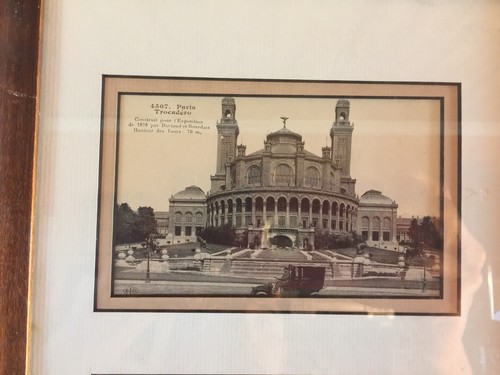 4507. Paris
Trocadéro
Construit pour l'Exposition
de 1878 par Davioud et Bourdais
Hauteur des Tours : 70 m.